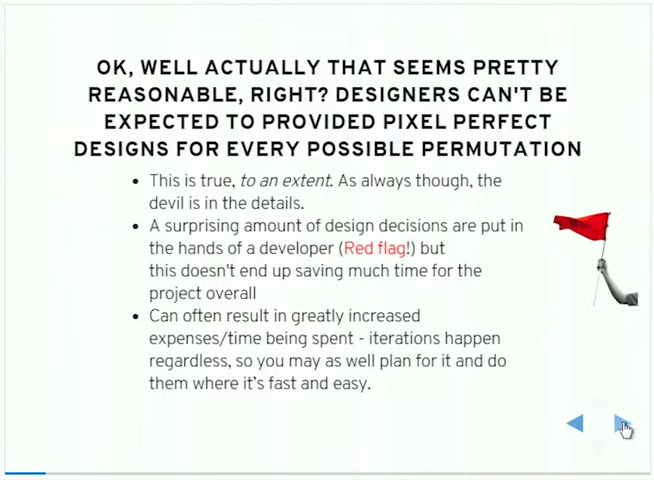 OK, WELL ACTUALLY THAT SEEMS PRETTY
REASONABLE, RIGHT? DESIGNERS CAN'T BE
EXPECTED TO PROVIDED PIXEL PERFECT
DESIGNS FOR EVERY POSSIBLE PERMUTATION
• This is true, to an extent. As always though, the
devil is in the details.
• A surprising amount of design decisions are put in
the hands of a developer (Red flag!) but
this doesn't end up saving much time for the
project overall
• Can often result in greatly increased
expenses/time being spent - iterations happen
regardless, so you may as well plan for it and do
them where it's fast and easy.